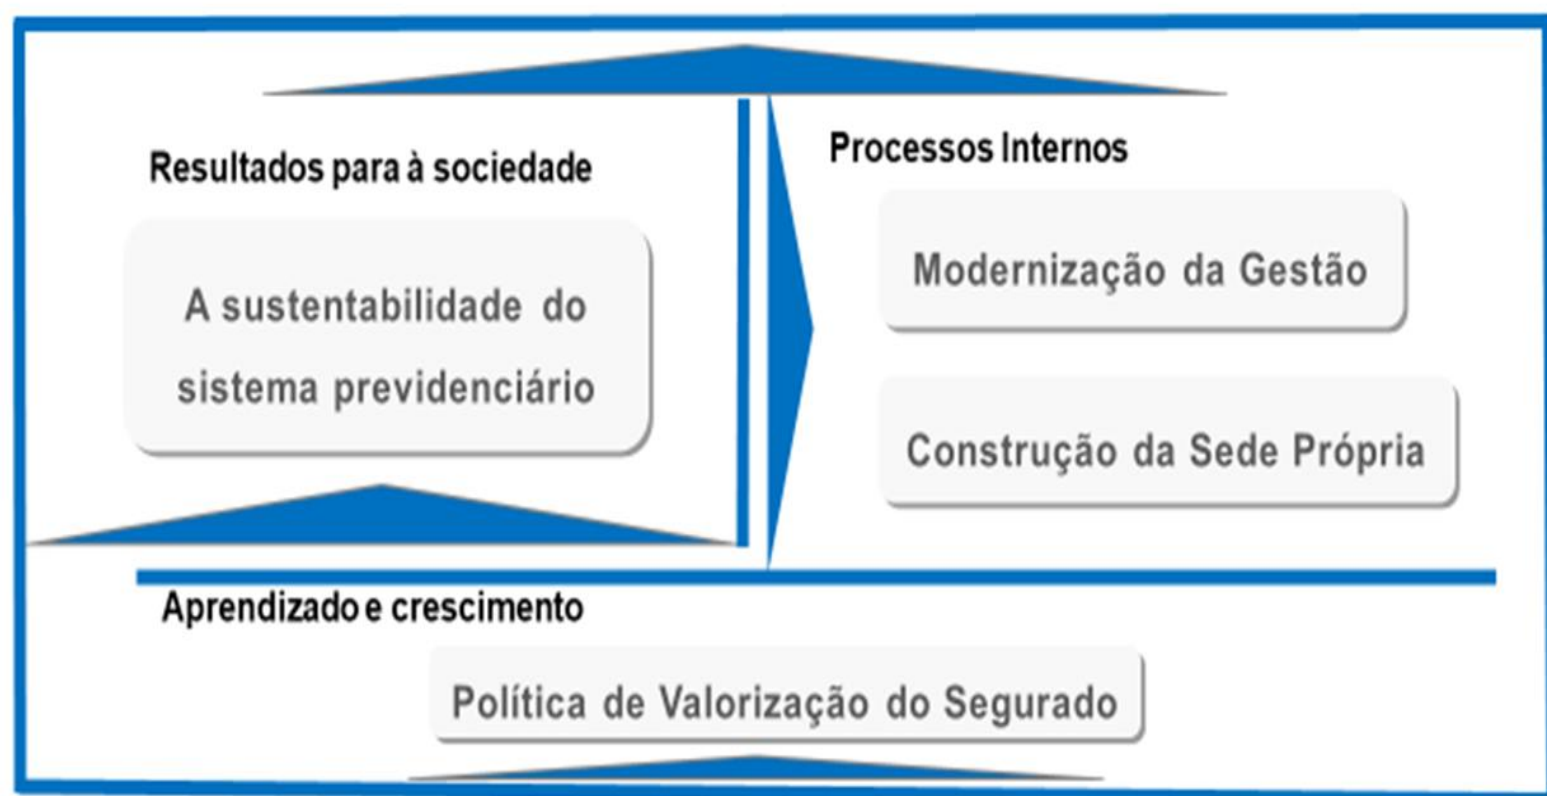 Resultados para à sociedade
A sustentabilidade do
sistema previdenciário
Processos Internos
Modernização da Gestão
Construção da Sede Própria
Aprendizado e crescimento
Política de Valorização do Segurado